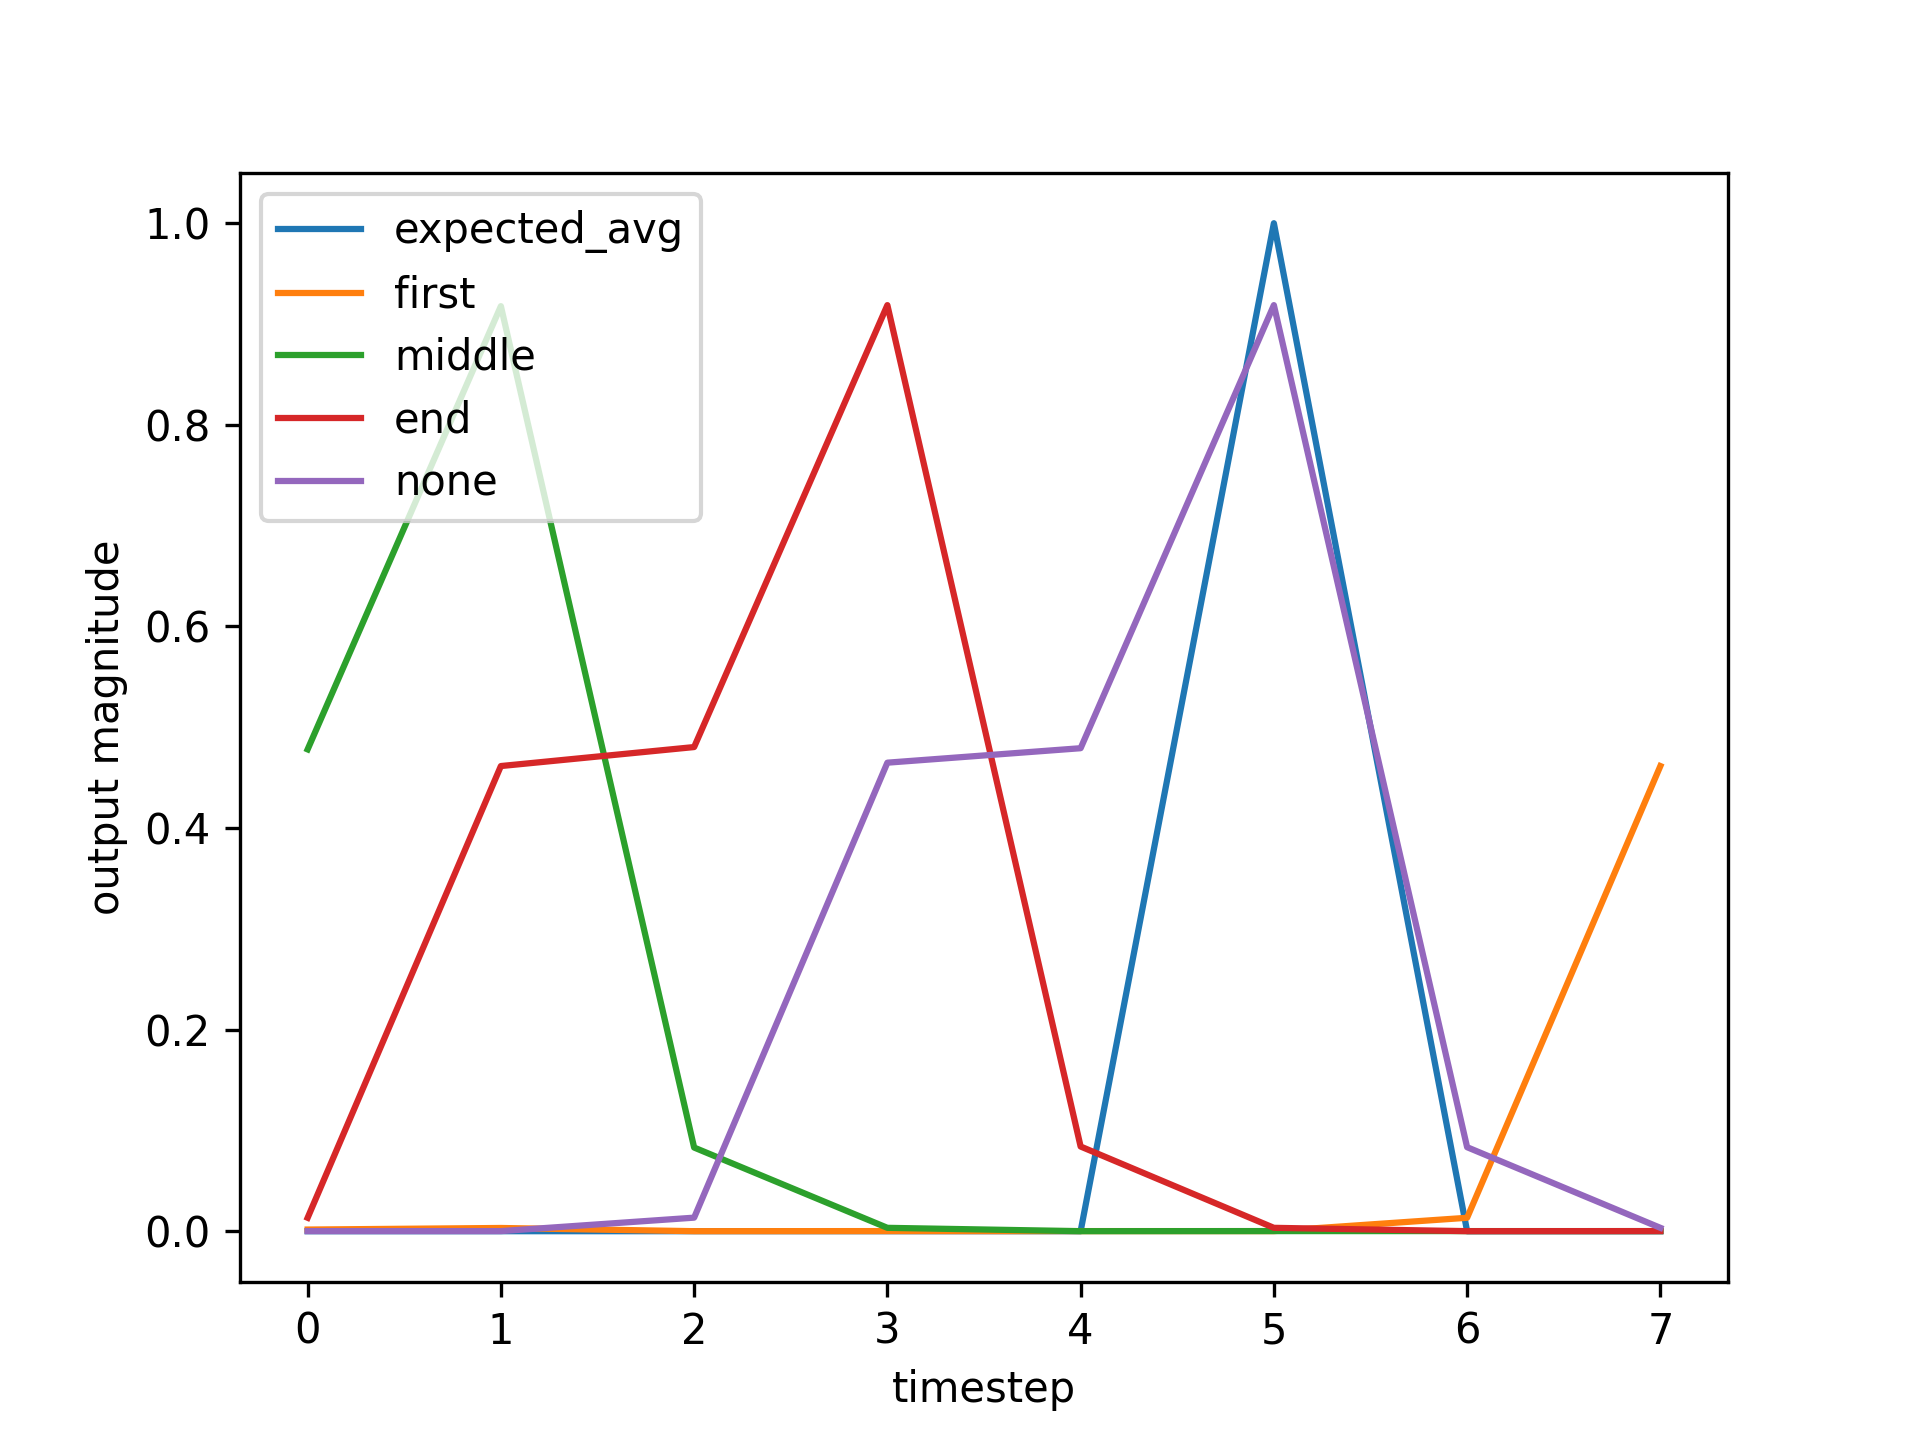 expected_avg
first
middle
end
none
1.0
0.8
0.6
0.4
0.2
0.0
output magnitude
0 1 2 3 4 5 6 7
timestep